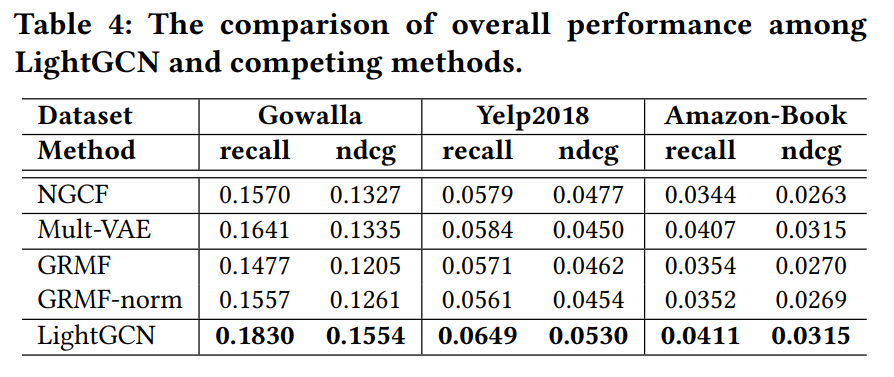 Table 4: The comparison of overall performance among
LightGCN and competing methods.
Dataset Gowalla Yelp2018 Amazon-Book
Method recall ndcg recall ndcg recall ndcg
NGCF 0.1570 0.1327 0.0579 0.0477 0.0344 0.0263
Mult-VAE 0.1641 0.1335 0.0584 0.0450 0.0407 0.0315
GRMF 0.1477 0.1205 0.0571 0.0462 0.0354 0.0270
GRMF-norm 0.1557 0.1261 0.0561 0.0454 0.0352 0.0269
LightGCN 0.1830 0.1554 0.0649 0.0530 0.0411 0.0315